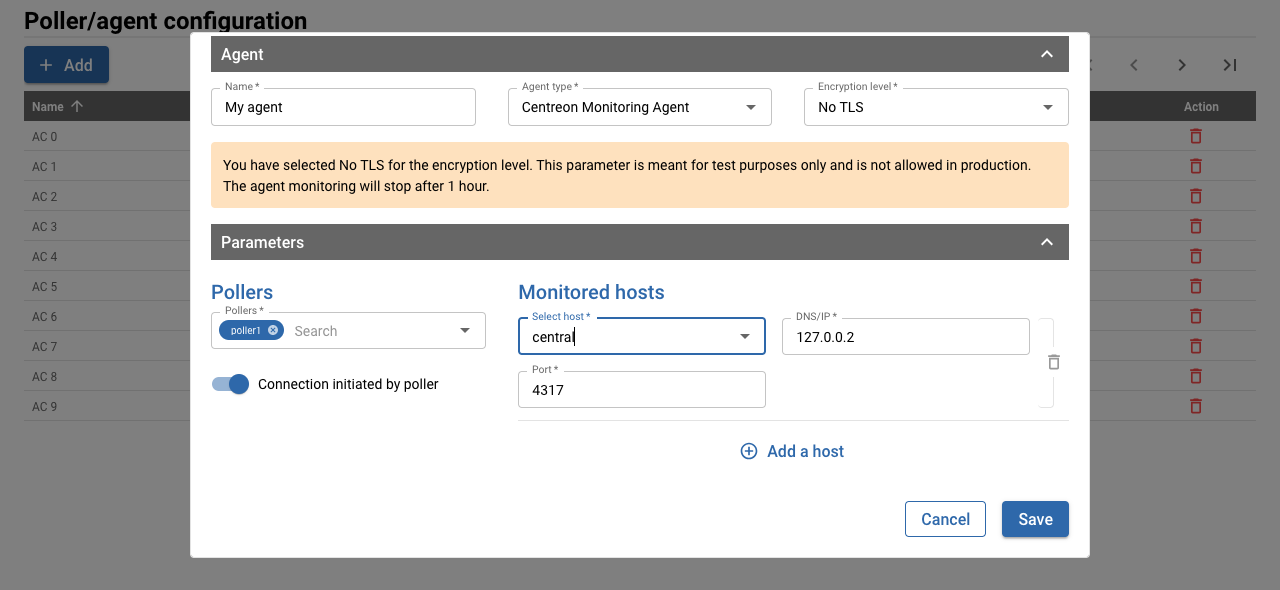 Poller/agent configuration
Add
Name
Action
AC 0
AC 1
AC 2
AC 3
AC 4
AC 5
AC 6
AC 7
AC 8
AC 9
Agent
Name *
My agent
Agent type *
Centreon Monitoring Agent
Encryption level *
No TLS
You have selected No TLS for the encryption level. This parameter is meant for test purposes only and is not allowed in production.
The agent monitoring will stop after 1 hour.
Parameters
Pollers
Pollers *
poller1
Search
Connection initiated by poller
Monitored hosts
Select host *
central
DNS/IP *
127.0.0.2
Port *
4317
Add a host
Cancel
Save